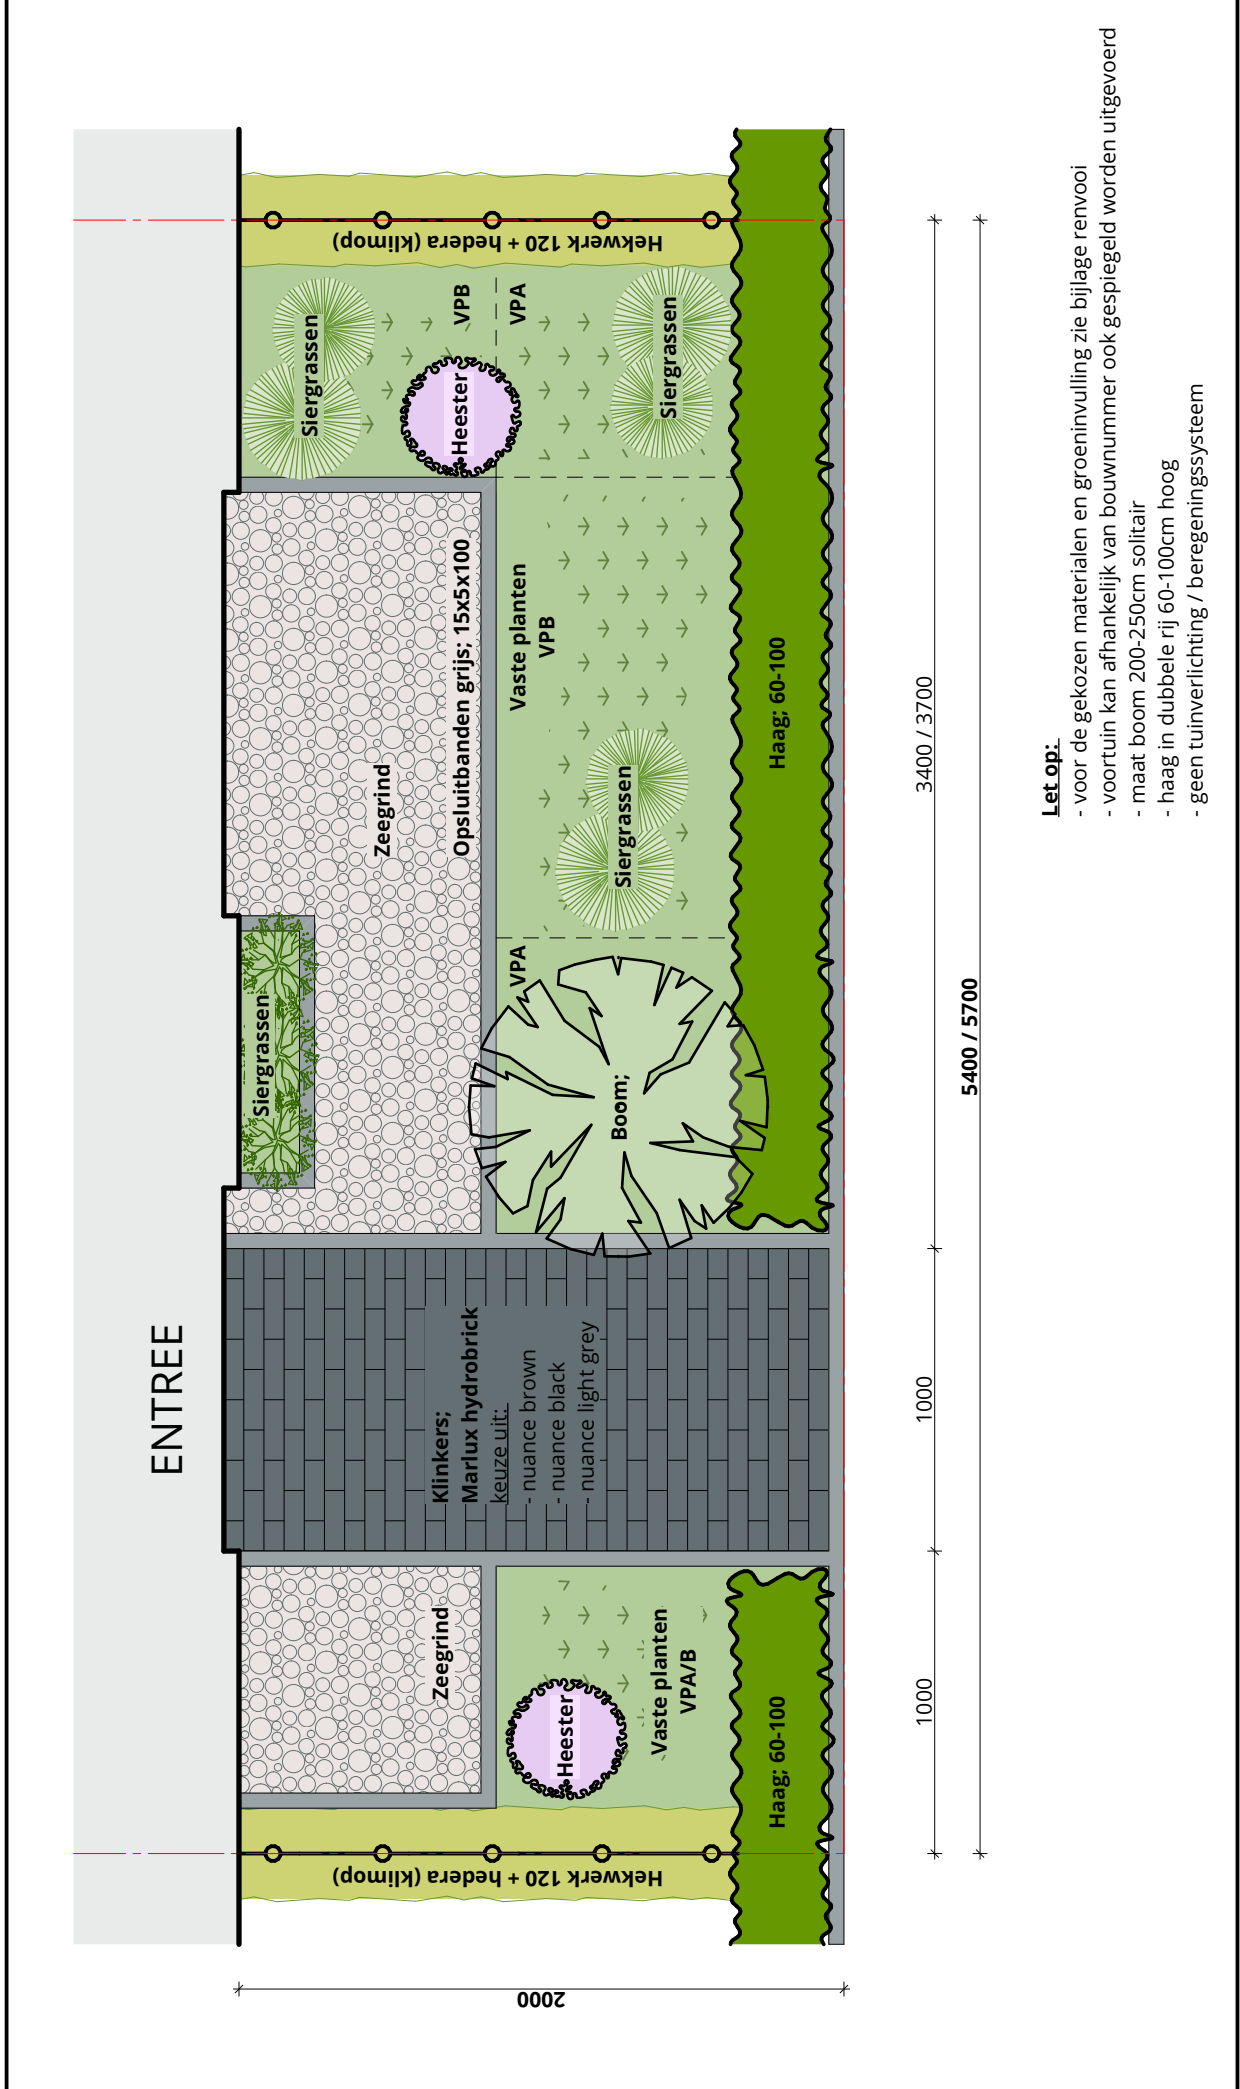 ENTREE
Hekwerk 120 + hedera (klimop)
Zeegrind
Heester
Vaste planten
VPA/B
Haag; 60-100
Klinkers;
Marlux hydrobrick
keuze uit:
- nuance brown
- nuance black
- nuance light grey
Siergrassen
Zeegrind
Opsluitbanden grijs; 15x5x100
Boom;
VPA
Vaste planten
VPB
Siergrassen
Haag; 60-100
Siergrassen
Heester
VPB
VPA
Siergrassen
Hekwerk 120 + hedera (klimop)
2000
1000
1000
3400 / 3700
5400 / 5700
Let op:
- voor de gekozen materialen en groeninvulling zie bijlage renvooi
- voortuin kan afhankelijk van bouwnummer ook gespiegeld worden uitgevoerd
- maat boom 200-250cm solitair
- haag in dubbele rij 60-100cm hoog
- geen tuinverlichting / beregeningssysteem